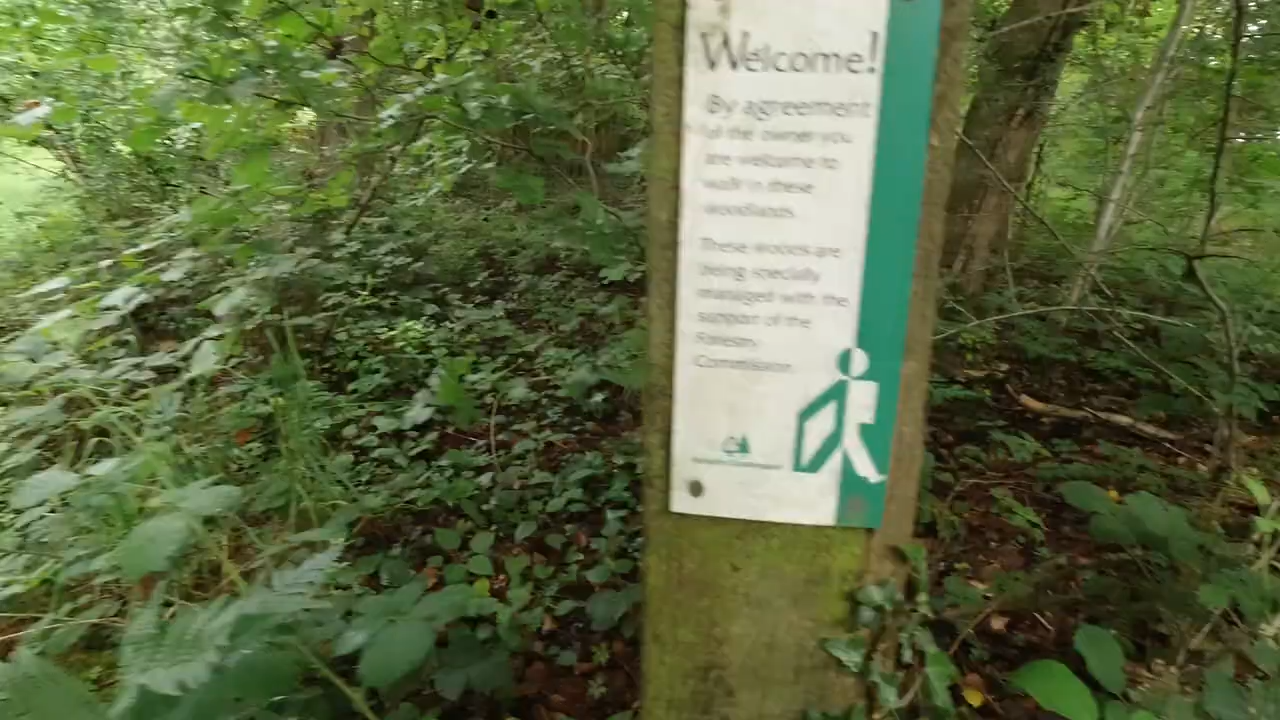 Welcome!
By agreement
of the owner you
are welcome to
walk in these
woodlands.
These woods are
being specially
managed with the
support of the
Forestry
Commission.